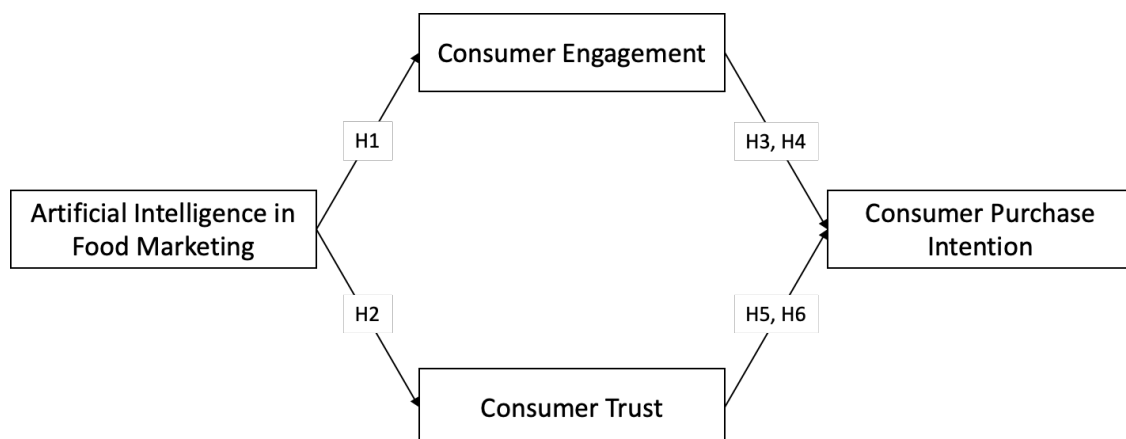 Consumer Engagement
H1
H3, H4
Artificial Intelligence in
Food Marketing
Consumer Purchase
Intention
H2
H5, H6
Consumer Trust